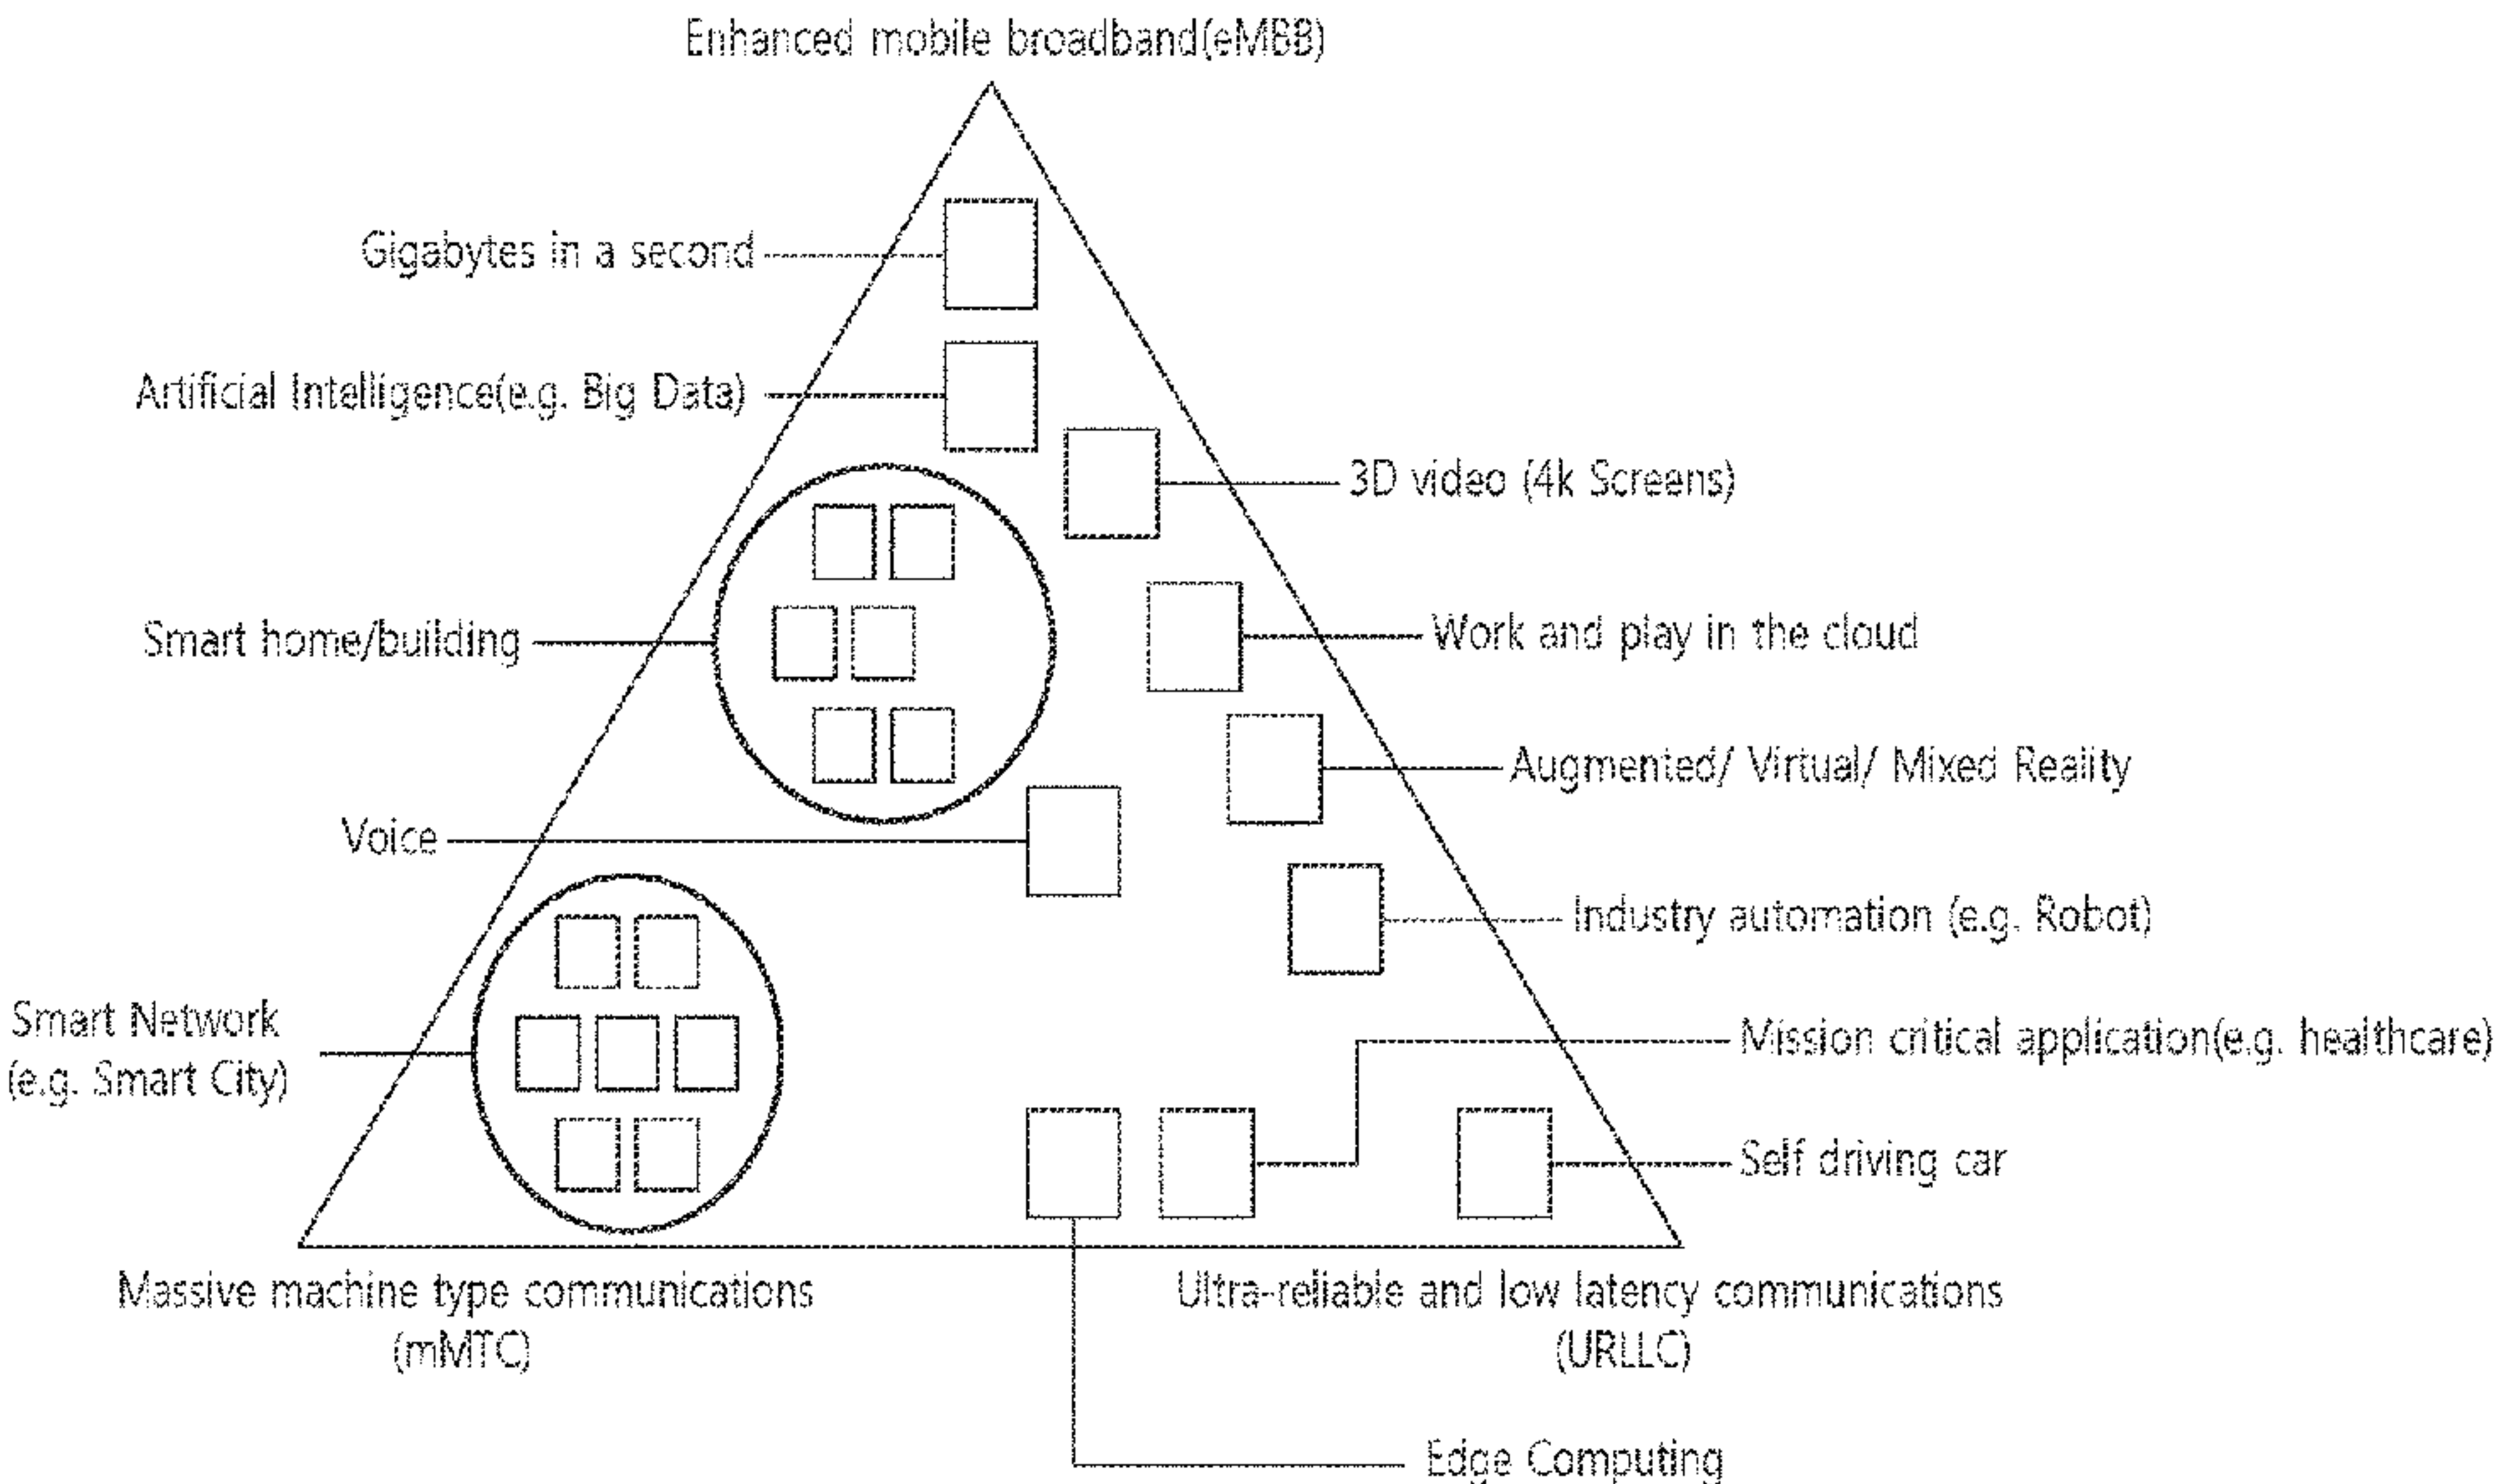 Enhanced mobile broadband(eMBB)
Gigabytes in a second
Artificial Intelligence(e.g. Big Data)
3D video (4k Screens)
Smart home/building
Work and play in the cloud
Augmented/ Virtual/ Mixed Reality
Voice
Industry automation (e.g. Robot)
Smart Network
(e.g. Smart City)
Mission critical application(e.g. healthcare)
Self driving car
Massive machine type communications
(mMTC)
Ultra-reliable and low latency communications
(URLLC)
Edge Computing